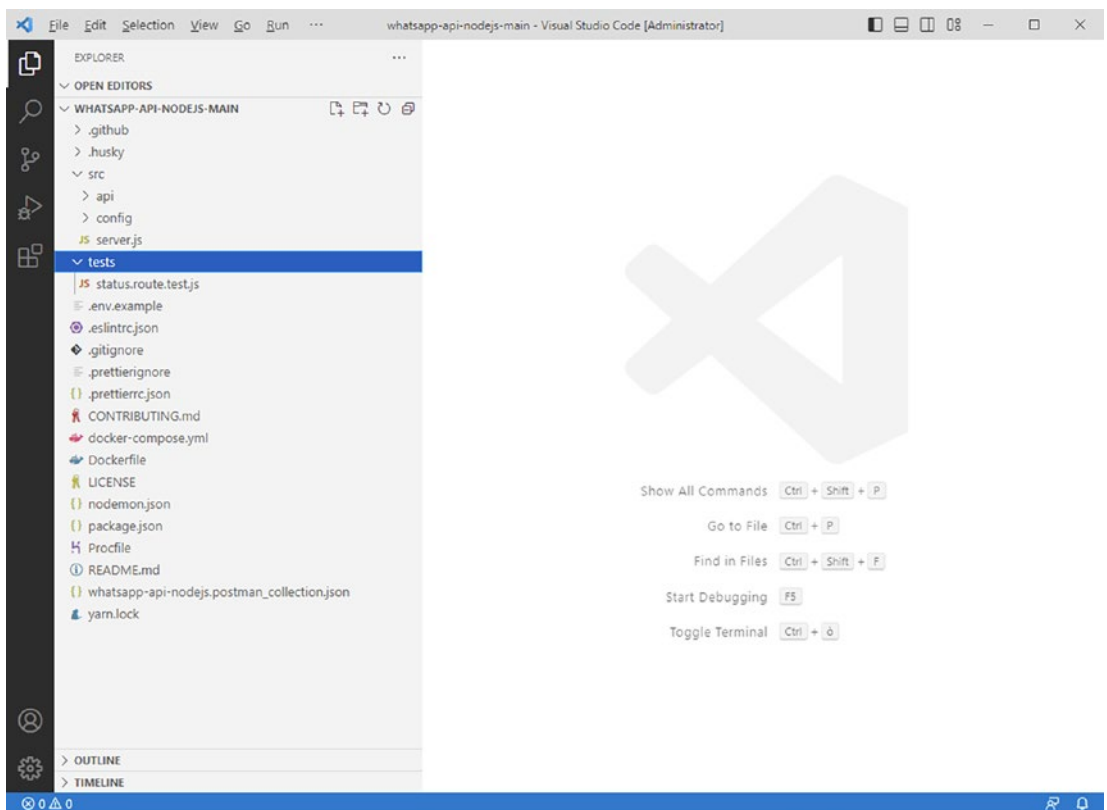 File Edit Selection View Go Run ··· whatsapp-api-nodejs-main - Visual Studio Code [Administrator]
EXPLORER ···
OPEN EDITORS
WHATSAPP-API-NODEJS-MAIN
> .github
> .husky
src
> api
> config
JS server.js
tests
JS status.route.test.js
.env.example
.eslintrc.json
.gitignore
.prettierignore
{} .prettierrc.json
CONTRIBUTING.md
docker-compose.yml
Dockerfile
LICENSE
{} nodemon.json
{} package.json
Procfile
README.md
{} whatsapp-api-nodejs.postman_collection.json
yarn.lock
Show All Commands Ctrl + Shift + P
Go to File Ctrl + P
Find in Files Ctrl + Shift + F
Start Debugging F5
Toggle Terminal Ctrl + ò
> OUTLINE
> TIMELINE
0 0